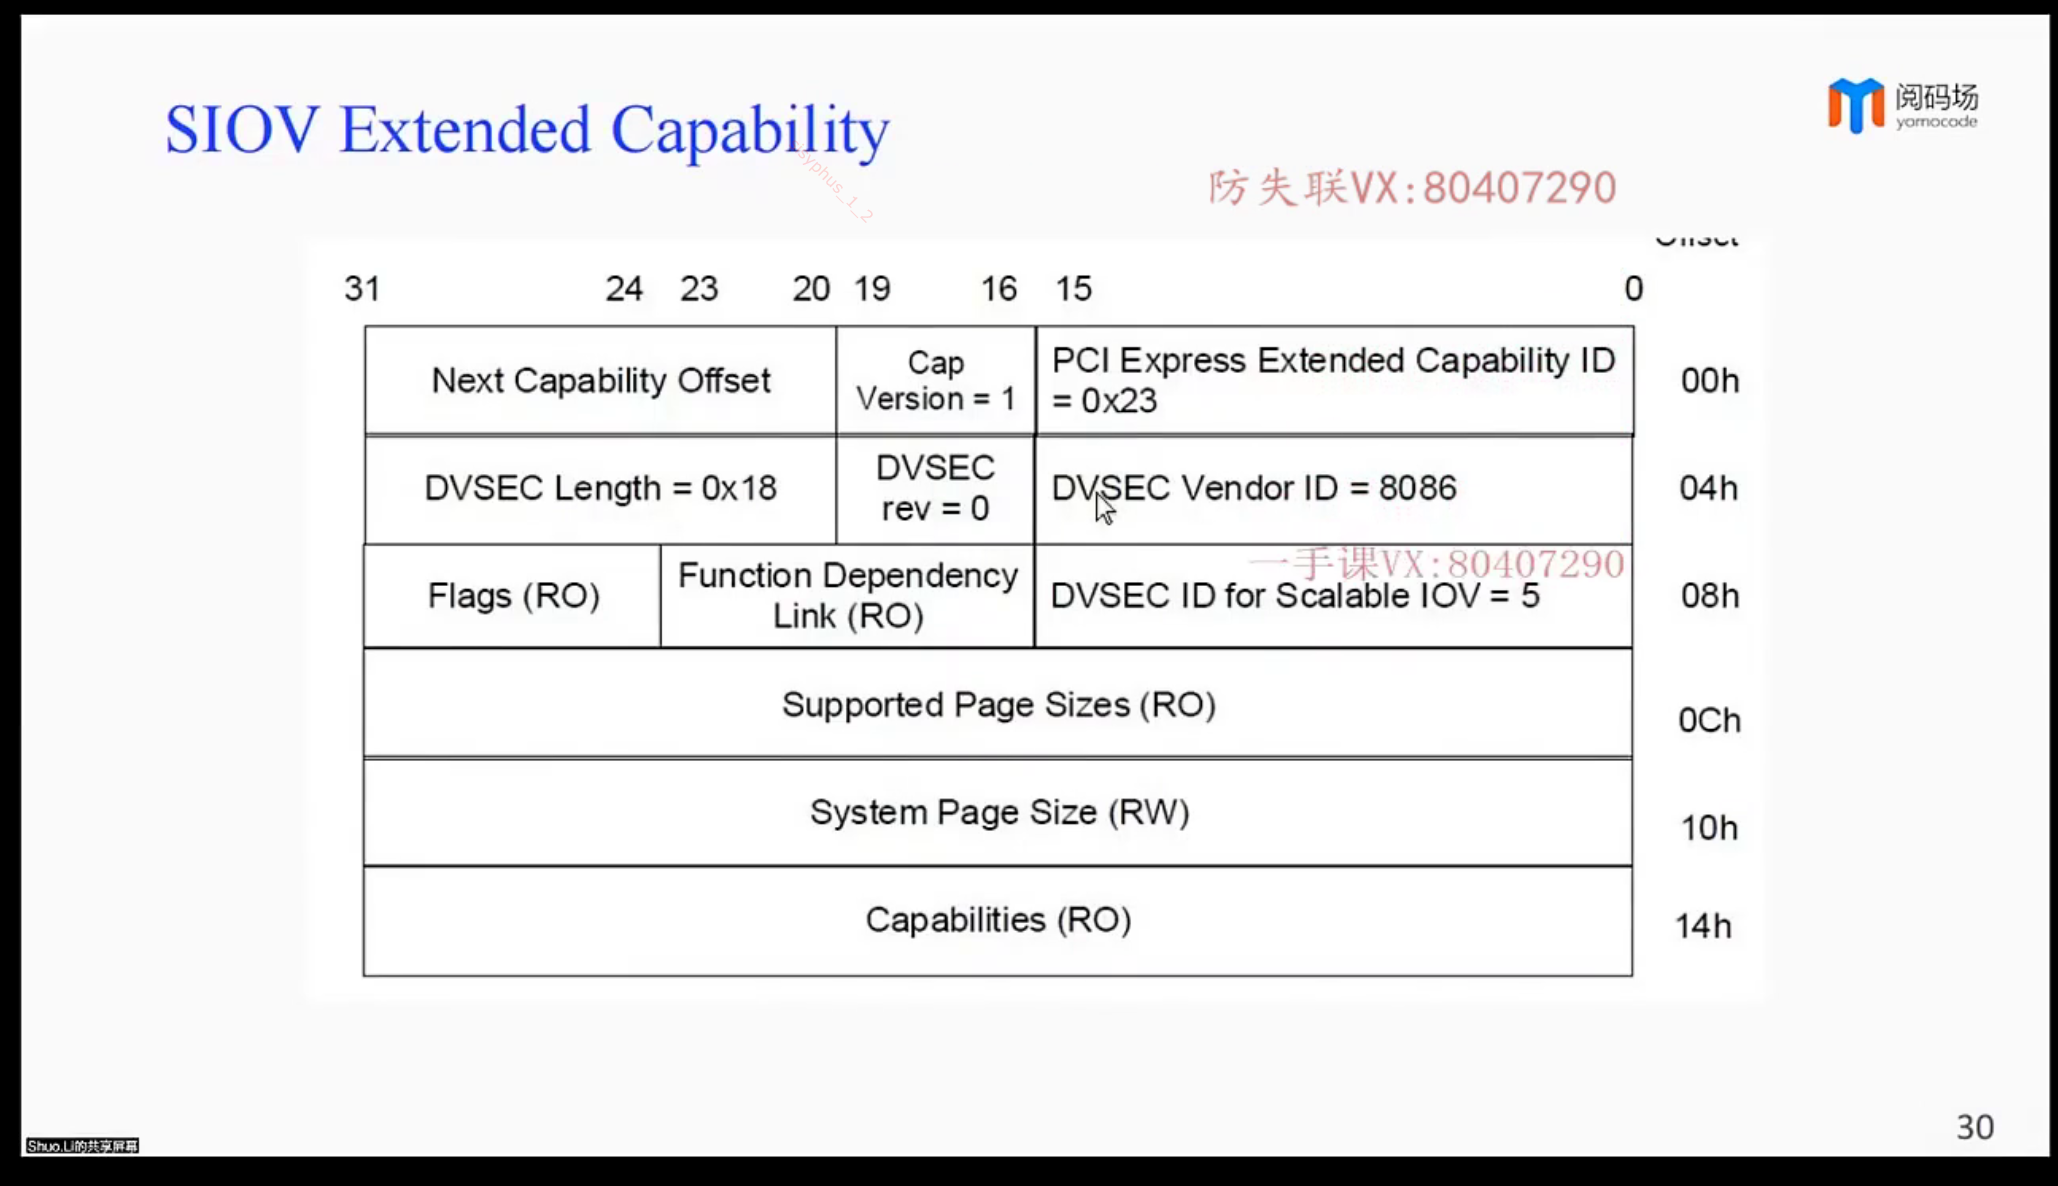 SIOV Extended Capability
阅码场
yomocode
syphus_1_2
防失联VX:80407290
Offset
31 24 23 20 19 16 15 0
Next Capability Offset
Cap
Version = 1
PCI Express Extended Capability ID
= 0x23
00h
DVSEC Length = 0x18
DVSEC
rev = 0
DVSEC Vendor ID = 8086
04h
一手课VX:80407290
Flags (RO)
Function Dependency
Link (RO)
DVSEC ID for Scalable IOV = 5
08h
Supported Page Sizes (RO)
0Ch
System Page Size (RW)
10h
Capabilities (RO)
14h
30
Shuo.Li的共享屏幕